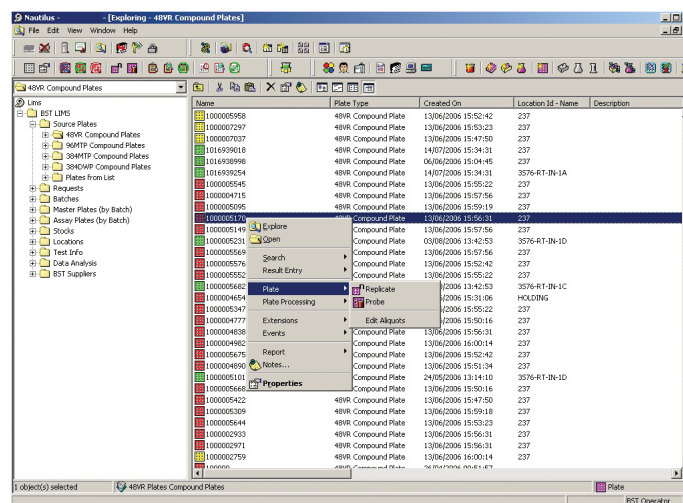 Nautilus - - [Exploring - 48VR Compound Plates]
File Edit View Window Help
48VR Compound Plates
Lims
BST LIMS
Source Plates
48VR Compound Plates
96MTP Compound Plates
384MTP Compound Plates
384DWP Compound Plates
Plates from List
Requests
Batches
Master Plates (by Batch)
Assay Plates (by Batch)
Stocks
Locations
Test Info
Data Analysis
BST Suppliers
Name Plate Type Created On Location Id - Name Description
1000005958 48VR Compound Plate 13/06/2006 15:52:42 237
1000007297 48VR Compound Plate 13/06/2006 15:53:23 237
1000007037 48VR Compound Plate 13/06/2006 15:47:50 237
1016939018 48VR Compound Plate 14/07/2006 15:34:31 237
1016938998 48VR Compound Plate 06/06/2006 15:04:45 237
1016939254 48VR Compound Plate 14/07/2006 15:34:31 3576-RT-IN-1A
1000005545 48VR Compound Plate 13/06/2006 15:55:22 237
1000004715 48VR Compound Plate 13/06/2006 15:57:56 237
1000005095 48VR Compound Plate 13/06/2006 15:59:19 237
1000005170 48VR Compound Plate 13/06/2006 15:56:31 237
1000005149 Compound Plate 13/06/2006 15:57:56 237
1000005231 Compound Plate 03/08/2006 13:42:53 3576-RT-IN-1D
1000005569 Compound Plate 13/06/2006 15:57:56 237
1000005576 Compound Plate 13/06/2006 15:52:42 237
1000005552 Compound Plate 13/06/2006 15:55:22 237
1000005682 /2006 13:42:53 3576-RT-IN-1C
1000004654 /2006 15:31:06 HOLDING
1000005347 /2006 15:55:22 237
1000004777 /2006 15:50:16 237
1000004838 Compound Plate 13/06/2006 15:56:31 237
1000004982 Compound Plate 13/06/2006 16:00:14 237
1000005675 Compound Plate 13/06/2006 15:52:42 237
1000004890 Compound Plate 13/06/2006 15:51:34 237
1000005101 Compound Plate 24/05/2006 13:14:10 3576-RT-IN-1D
1000005668 Compound Plate 13/06/2006 15:50:16 237
1000005422 48VR Compound Plate 13/06/2006 15:47:50 237
1000005309 48VR Compound Plate 13/06/2006 15:59:18 237
1000005644 48VR Compound Plate 13/06/2006 15:53:23 237
1000002933 48VR Compound Plate 13/06/2006 15:56:31 237
1000002971 48VR Compound Plate 13/06/2006 15:56:31 237
1000002759 48VR Compound Plate 13/06/2006 16:00:14 237
Explore
Open
Search
Result Entry
Plate
Plate Processing
Extensions
Events
Report
Notes...
Properties
Replicate
Probe
Edit Aliquots
1 object(s) selected 48VR Plates Compound Plates Plate
BST Operator